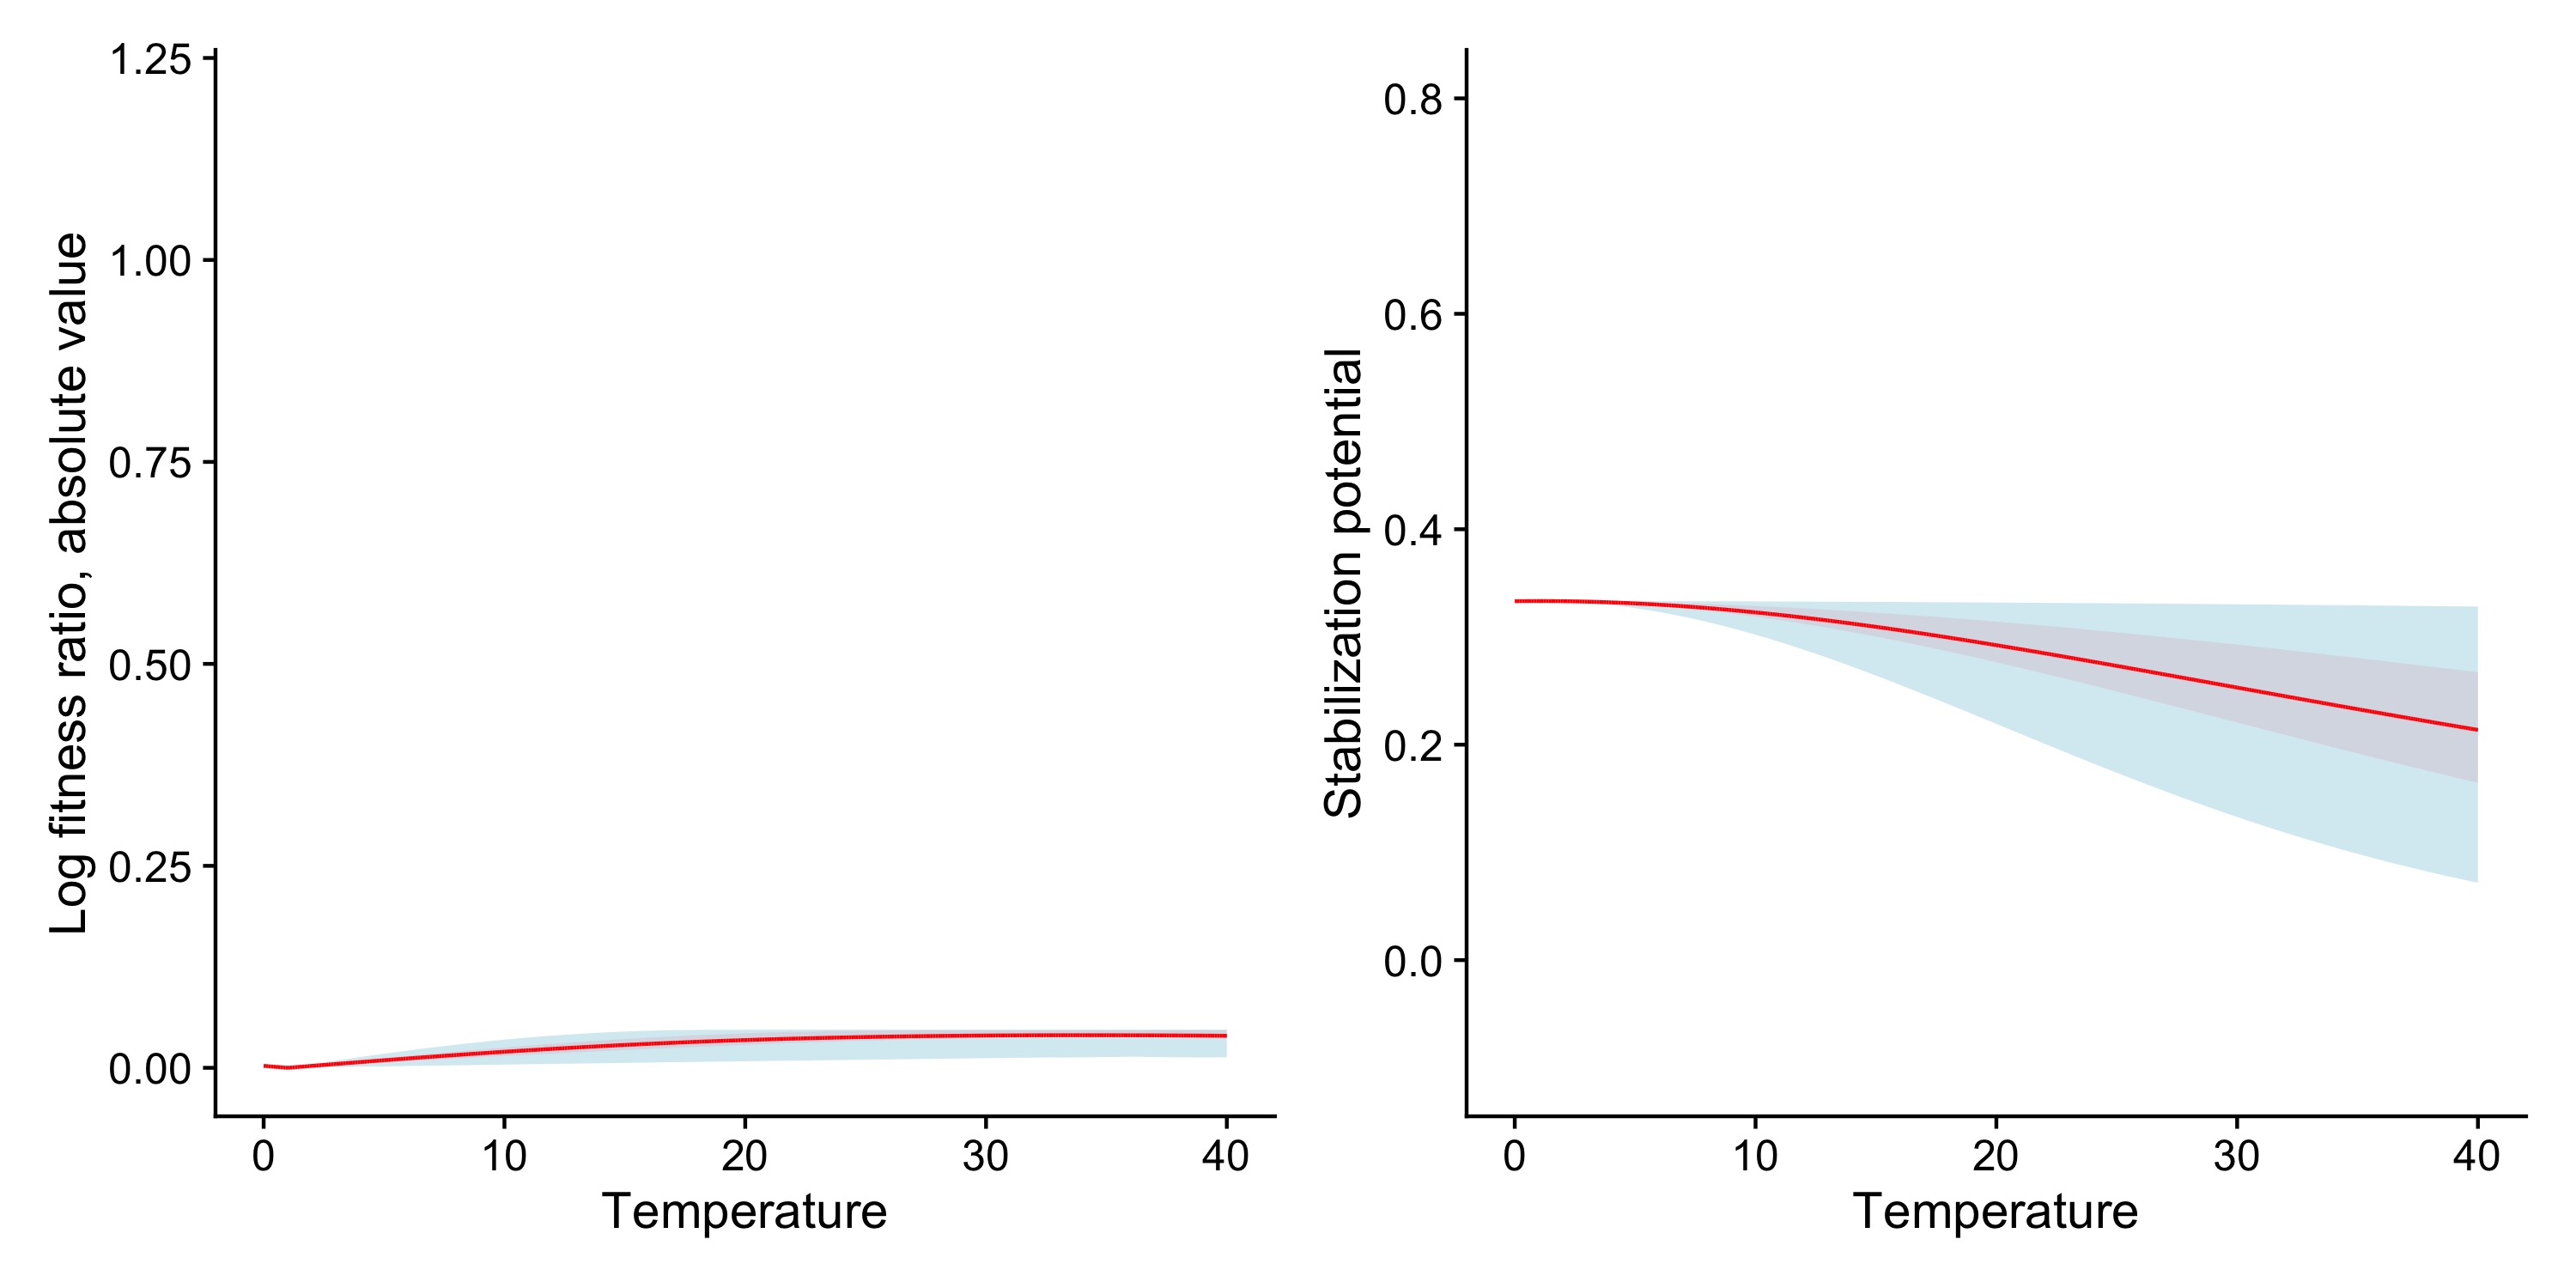 Log fitness ratio, absolute value
1.25
1.00
0.75
0.50
0.25
0.00
0 10 20 30 40
Temperature
Stabilization potential
0.8
0.6
0.4
0.2
0.0
0 10 20 30 40
Temperature